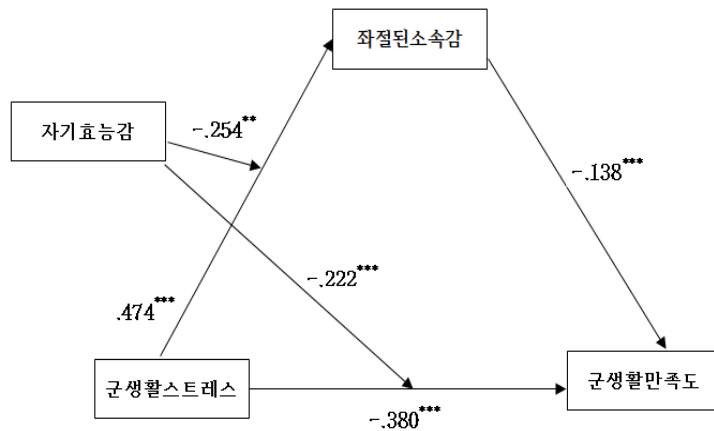 좌절된소속감
자기효능감
-.254**
-.138***
-.222***
.474***
군생활스트레스
군생활만족도
-.380***